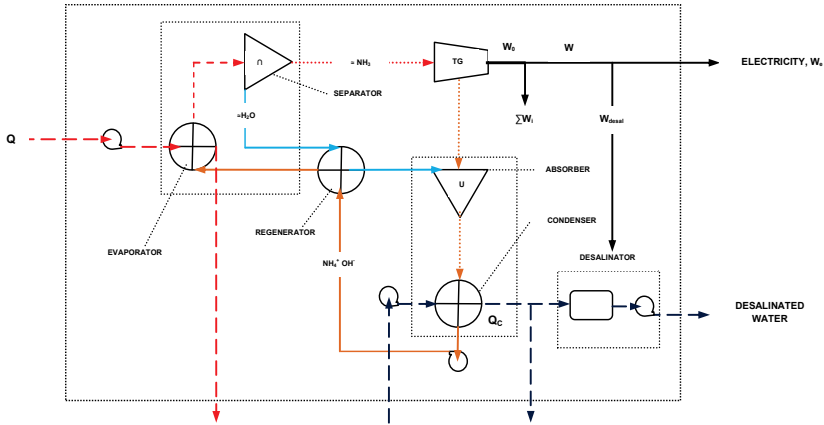 W₀
W
TG
= NH₃
ELECTRICITY, Wₑ
∩
SEPARATOR
=H₂O
∑Wᵢ
W_desal
Q
ABSORBER
U
CONDENSER
REGENERATOR
EVAPORATOR
NH₄⁺ OH⁻
DESALINATOR
Q_C
DESALINATED
WATER